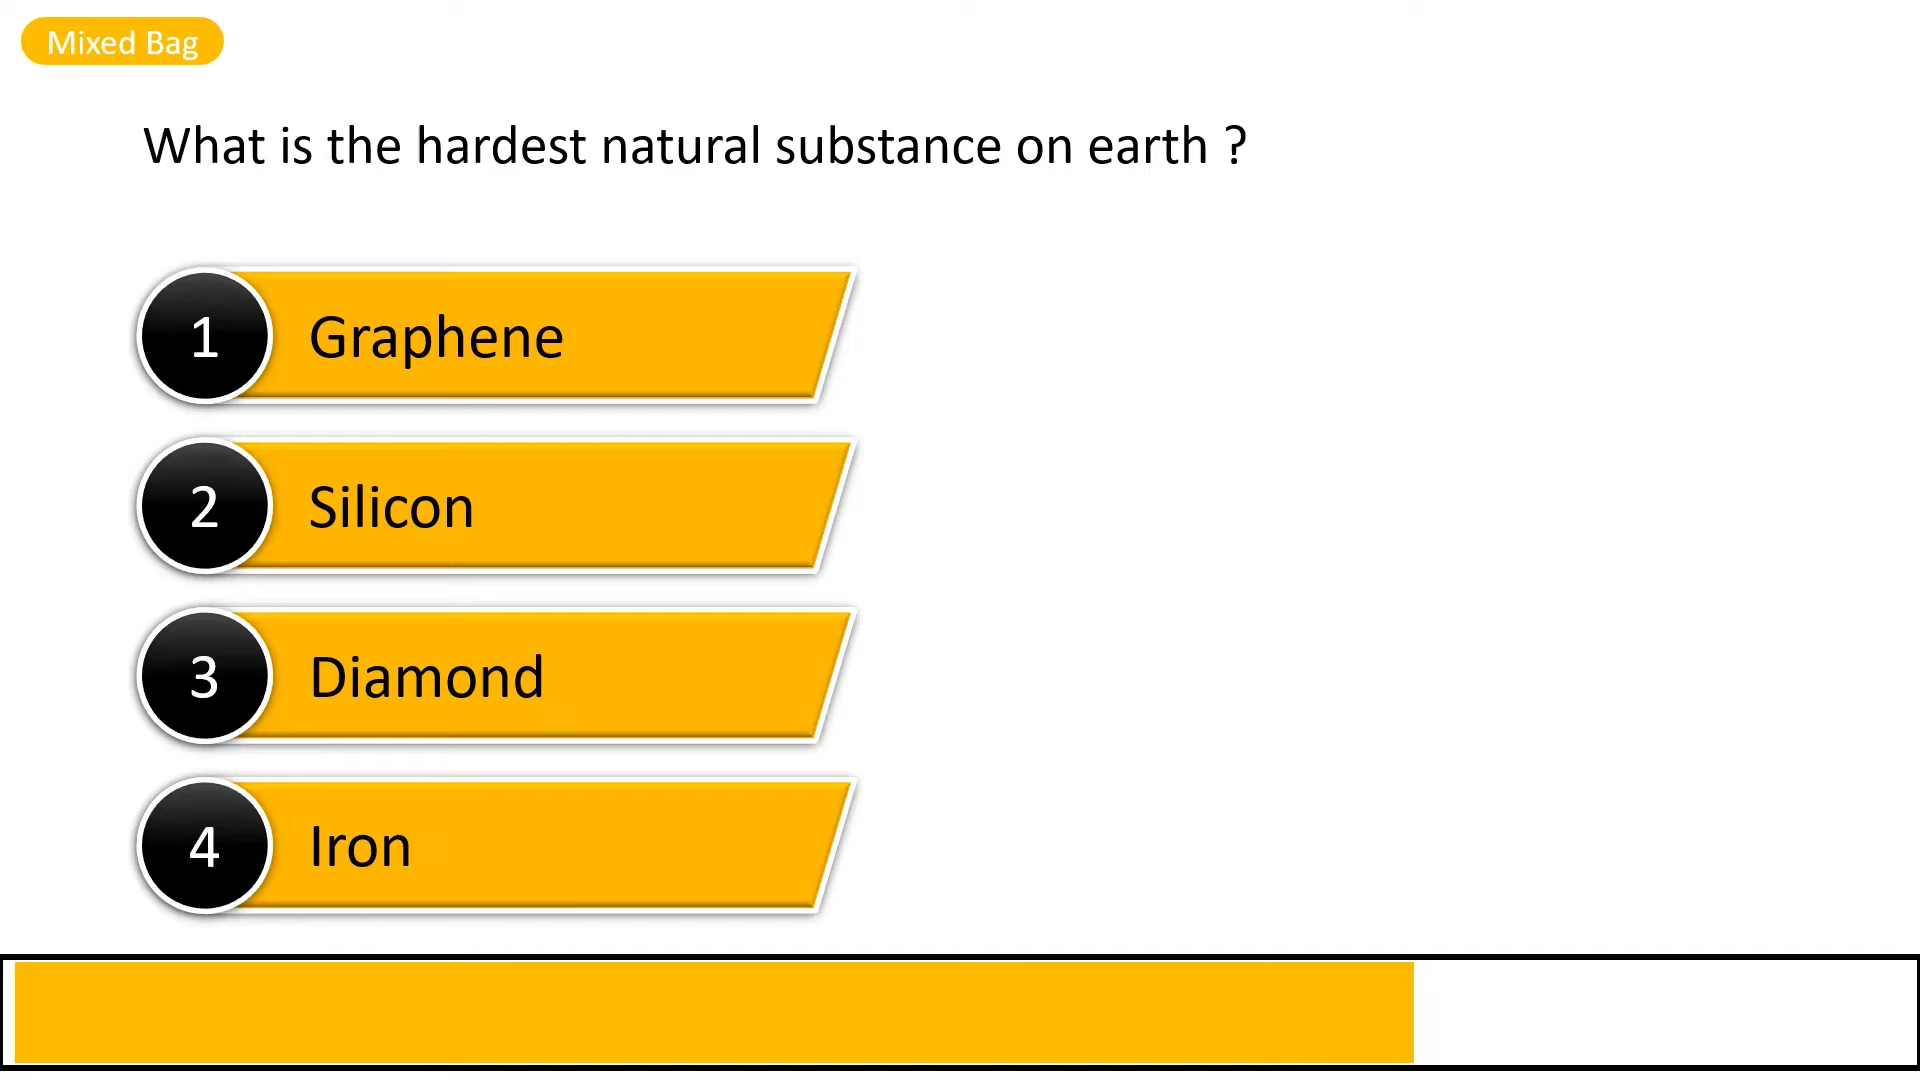 Mixed Bag
What is the hardest natural substance on earth ?
1 Graphene
2 Silicon
3 Diamond
4 Iron